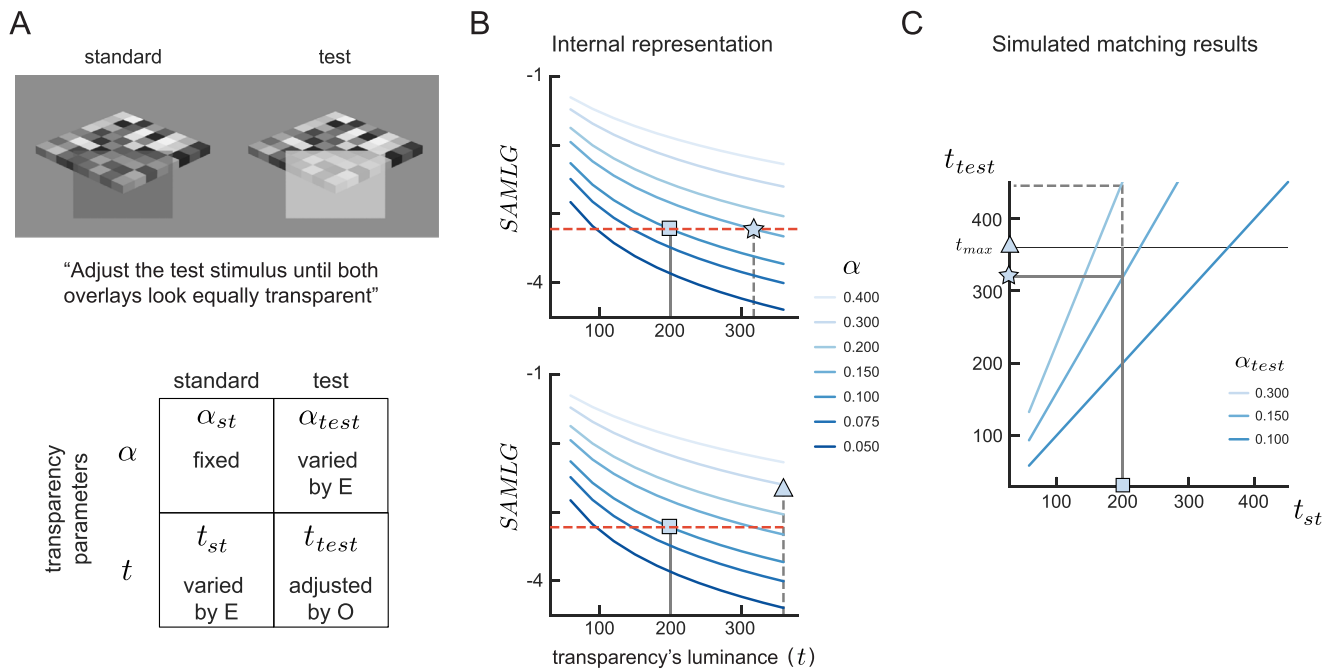 A
standard
test
“Adjust the test stimulus until both
overlays look equally transparent”
standard
test
transparency
parameters
α
α_st
fixed
α_test
varied
by E
t
t_st
varied
by E
t_test
adjusted
by O
B
Internal representation
-1
SAMLG
-4
100
200
300
-1
SAMLG
-4
100
200
300
transparency’s luminance (t)
α
0.400
0.300
0.200
0.150
0.100
0.075
0.050
C
Simulated matching results
t_test
400
t_max
300
200
100
100
200
300
400
t_st
α_test
0.300
0.150
0.100